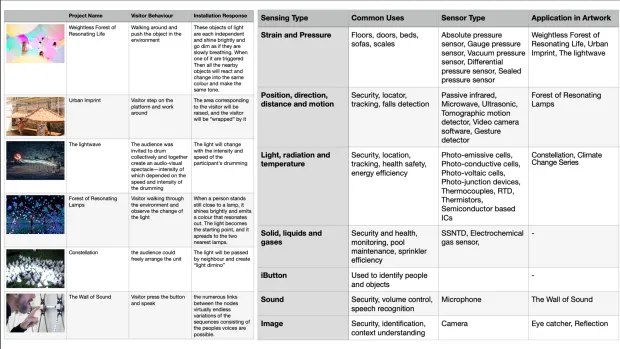 Project Name
Visitor Behaviour
Installation Response
Weightless Forest of
Resonating Life
Walking around and
push the object in the
environment
These objects of light
are each independent
and shine brightly and
go dim as if they are
slowly breathing. When
one of it are triggered
Then all the nearby
objects will react and
change into the same
colour and make the
same tone.
Urban Imprint
Visitor step on the
platform and work
around
The area corresponding
to the visitor will be
raised, and the visitor
will be "wrapped" by it
The lightwave
The audience was
invited to drum
collectively and together
create an audio-visual
spectacle—intensity of
which depended on the
speed and intensity of
the drumming
The light will change
with the intensity and
speed of the
participant's drumming
Forest of Resonating
Lamps
Visitor walking through
the environment and
observe the change of
the light
When a person stands
still close to a lamp, it
shines brightly and emits
a colour that resonates
out. The light becomes
the starting point, and it
spreads to the two
nearest lamps.
Constellation
the audience could
freely arrange the unit
The light will be passed
by neighbour and create
"light dimino"
The Wall of Sound
Visitor press the button
and speak
the numerous links
between the nodes
virtually endless
variations of the
sequences consisting of
the peoples voices are
possible.
Sensing Type
Common Uses
Sensor Type
Application in Artwork
Strain and Pressure
Floors, doors, beds,
sofas, scales
Absolute pressure
sensor, Gauge pressure
sensor, Vacuum pressure
sensor, Differential
pressure sensor, Sealed
pressure sensor
Weightless Forest of
Resonating Life, Urban
Imprint, The lightwave
Position, direction,
distance and motion
Security, locator,
tracking, falls detection
Passive infrared,
Microwave, Ultrasonic,
Tomographic motion
detector, Video camera
software, Gesture
detector
Forest of Resonating
Lamps
Light, radiation and
temperature
Security, location,
tracking, health safety,
energy efficiency
Photo-emissive cells,
Photo-conductive cells,
Photo-voltaic cells,
Photo-junction devices,
Thermocouples, RTD,
Thermistors,
Semiconductor based
ICs
Constellation, Climate
Change Series
Solid, liquids and
gases
Security and health,
monitoring, pool
maintenance, sprinkler
efficiency
SSNTD, Electrochemical
gas sensor,
-
iButton
Used to identify people
and objects
-
Sound
Security, volume control,
speech recognition
Microphone
The Wall of Sound
Image
Security, identification,
context understanding
Camera
Eye catcher, Reflection